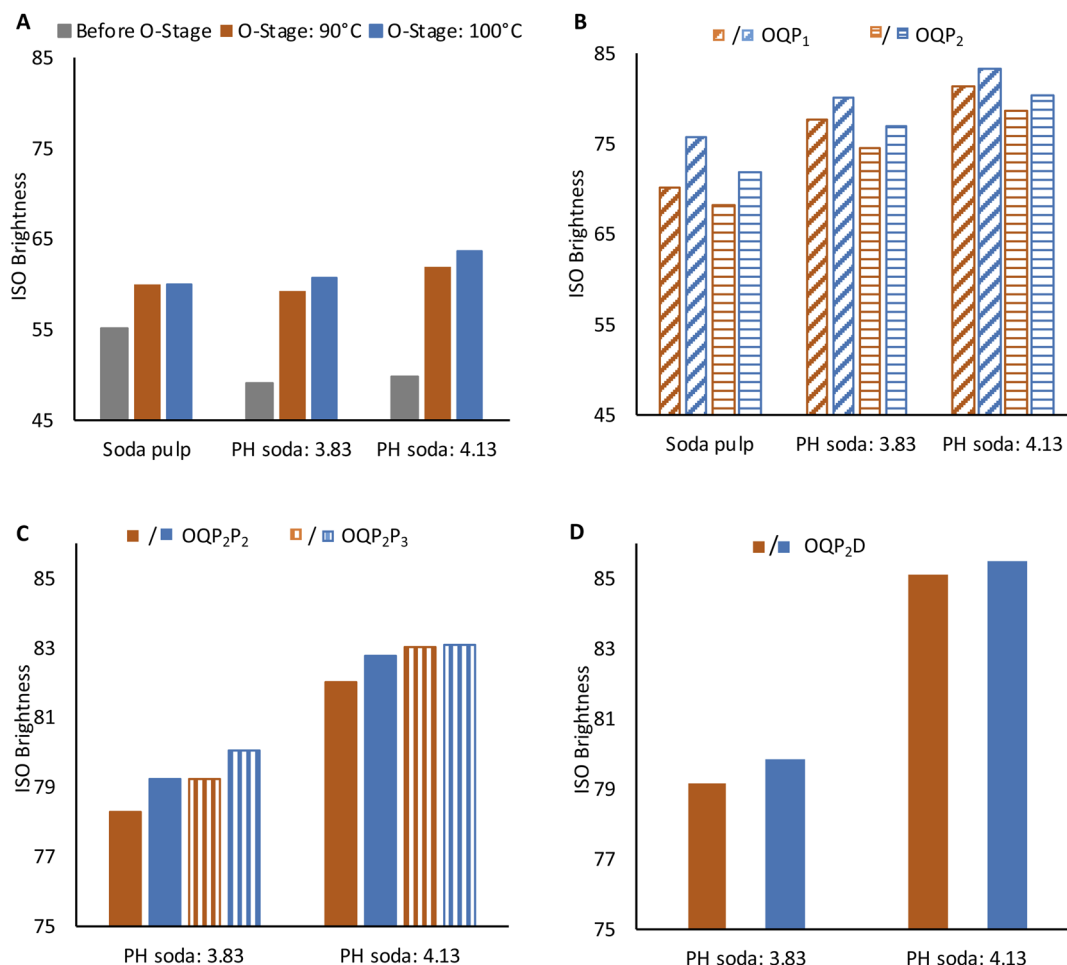 A
Before O-Stage O-Stage: 90°C O-Stage: 100°C
85
75
65
55
45
ISO Brightness
Soda pulp PH soda: 3.83 PH soda: 4.13
B
/ OQP₁ / OQP₂
85
75
65
55
45
ISO Brightness
Soda pulp PH soda: 3.83 PH soda: 4.13
C
/ OQP₂P₂ / OQP₂P₃
85
83
81
79
77
75
ISO Brightness
PH soda: 3.83 PH soda: 4.13
D
/ OQP₂D
85
83
81
79
77
75
ISO Brightness
PH soda: 3.83 PH soda: 4.13